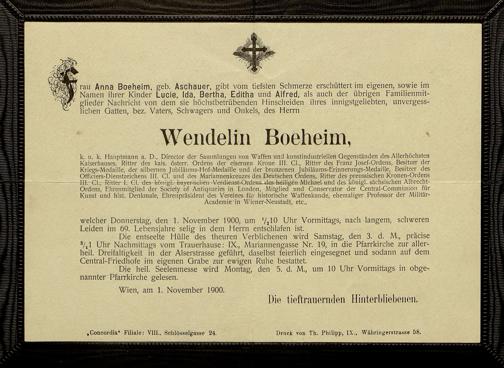 Frau Anna Boeheim, geb. Aschauer, gibt vom tiefsten Schmerze erschüttert im eigenen, sowie im
Namen ihrer Kinder Lucie, Ida, Bertha, Editha und Alfred, als auch der übrigen Familienmit-
glieder Nachricht von dem sie höchstbetrübenden Hinscheiden ihres innigstgeliebten, unvergess-
lichen Gatten, bez. Vaters, Schwagers und Onkels, des Herrn
Wendelin Boeheim,
k. u. k. Hauptmann a. D., Director der Sammlungen von Waffen und kunstindustriellen Gegenständen des Allerhöchsten
Kaiserhauses, Ritter des kais. österr. Ordens der eisernen Krone III. Cl., Ritter des Franz Josef-Ordens, Besitzer der
Kriegs-Medaille, der silbernen Jubiläums-Hof-Medaille und der bronzenen Jubiläums-Erinnerungs-Medaille, Besitzer des
Officiers-Dienstzeichens III. Cl. und des Marianenkreuzes des Deutschen Ordens, Ritter des preussischen Kronen-Ordens
III. Cl., Ritter I. Cl. des königl. bayerischen Verdienst-Ordens des heiligen Michael und des königl. sächsischen Albrecht-
Ordens, Ehrenmitglied der Society of Antiquaries in London, Mitglied und Conservator der Central-Commission für
Kunst und hist. Denkmale, Ehrenpräsident des Vereines für historische Waffenkunde, ehemaliger Professor der Militär-
Academie in Wiener-Neustadt, etc.,
welcher Donnerstag, den 1. November 1900, um 1/210 Uhr Vormittags, nach langem, schweren
Leiden im 69. Lebensjahre selig in dem Herrn entschlafen ist.
Die entseelte Hülle des theuren Verblichenen wird Samstag, den 3. d. M., präcise
3/41 Uhr Nachmittags vom Trauerhause: IX., Mariannengasse Nr. 19, in die Pfarrkirche zur aller-
heil. Dreifaltigkeit in der Alserstrasse geführt, daselbst feierlich eingesegnet und sodann auf dem
Central-Friedhofe im eigenen Grabe zur ewigen Ruhe bestattet.
Die heil. Seelenmesse wird Montag, den 5. d. M., um 10 Uhr Vormittags in obge-
nannter Pfarrkirche gelesen.
Wien, am 1. November 1900.
Die tieftrauernden Hinterbliebenen.
„Concordia“ Filiale: VIII., Schlösselgasse 24.
Druck von Th. Philipp, IX., Währingerstrasse 58.